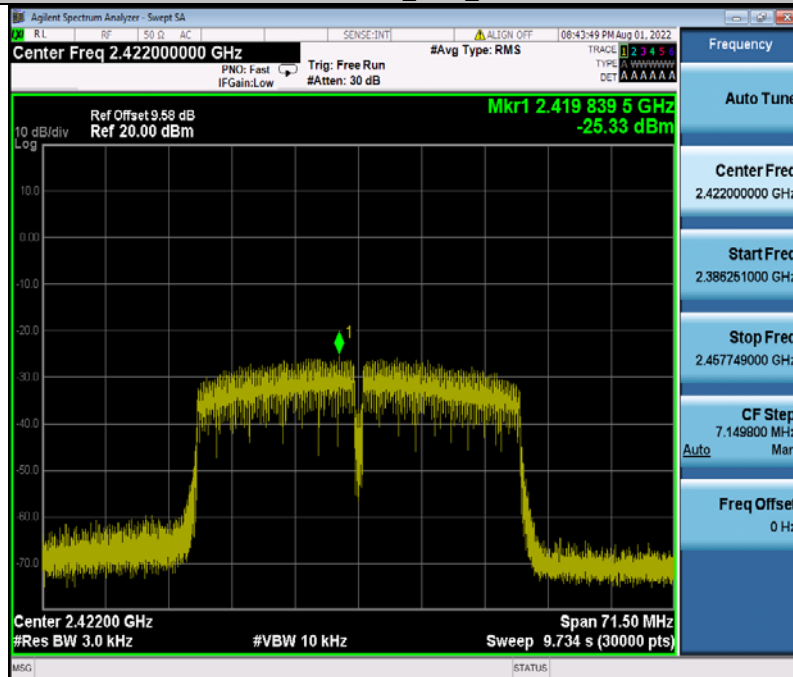 Agilent Spectrum Analyzer - Swept SA
RL RF 50 Ω AC SENSE:INT ALIGN OFF 08:43:49 PM Aug 01, 2022
Center Freq 2.422000000 GHz
PNO: Fast
IFGain:Low
Trig: Free Run
#Atten: 30 dB
#Avg Type: RMS
TRACE 1 2 3 4 5 6
TYPE A WWWWW
DET A A A A A A
Ref Offset 9.58 dB
Ref 20.00 dBm
10 dB/div
Log
Mkr1 2.419 839 5 GHz
-25.33 dBm
10.0
0.00
-10.0
-20.0
-30.0
-40.0
-50.0
-60.0
-70.0
1
Center 2.42200 GHz
Span 71.50 MHz
#Res BW 3.0 kHz
#VBW 10 kHz
Sweep 9.734 s (30000 pts)
MSG
STATUS
Frequency
Auto Tune
Center Freq
2.422000000 GHz
Start Freq
2.386251000 GHz
Stop Freq
2.457749000 GHz
CF Step
7.149800 MHz
Auto Man
Freq Offset
0 Hz